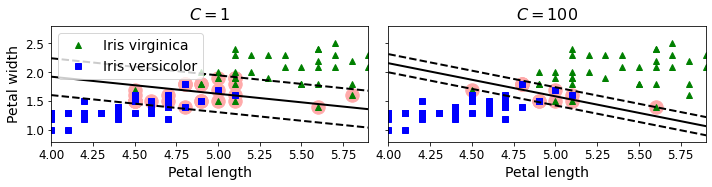 C = 1
C = 100
Petal width
2.5
2.0
1.5
1.0
Iris virginica
Iris versicolor
4.00 4.25 4.50 4.75 5.00 5.25 5.50 5.75
4.00 4.25 4.50 4.75 5.00 5.25 5.50 5.75
Petal length
Petal length